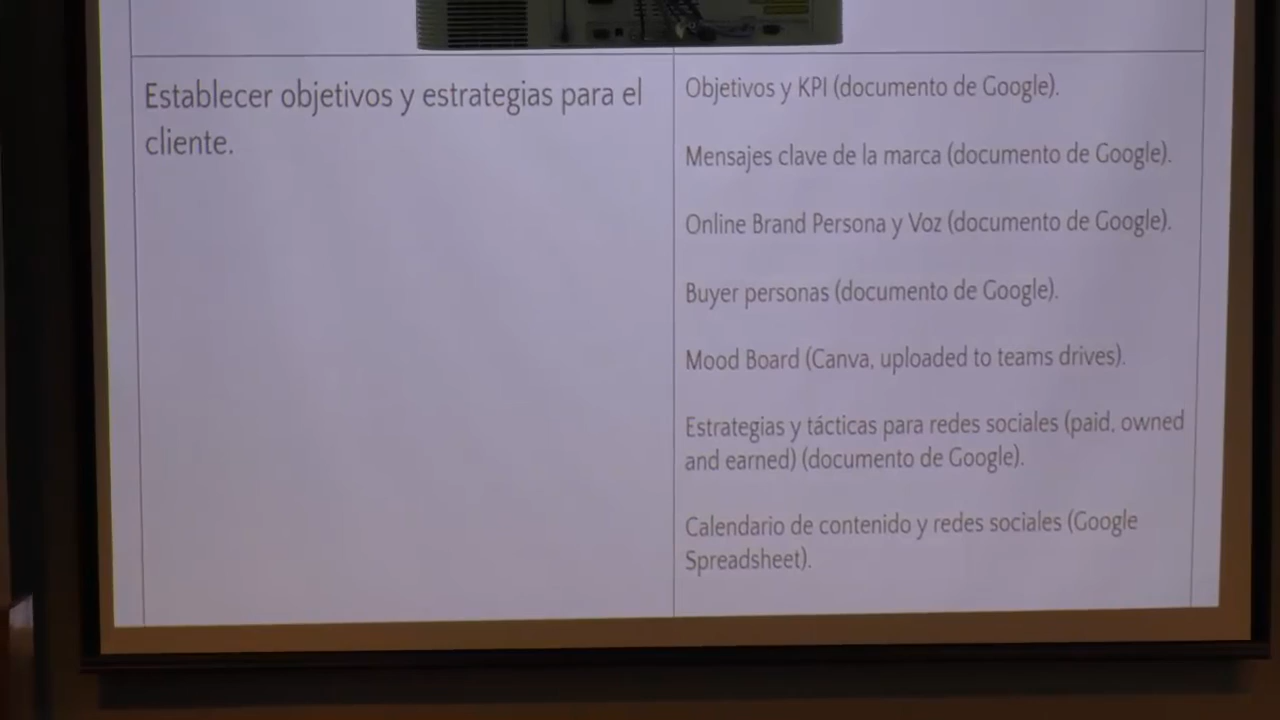 Establecer objetivos y estrategias para el
cliente.
Objetivos y KPI (documento de Google).
Mensajes clave de la marca (documento de Google).
Online Brand Persona y Voz (documento de Google).
Buyer personas (documento de Google).
Mood Board (Canva, uploaded to teams drives).
Estrategias y tácticas para redes sociales (paid, owned
and earned) (documento de Google).
Calendario de contenido y redes sociales (Google
Spreadsheet).